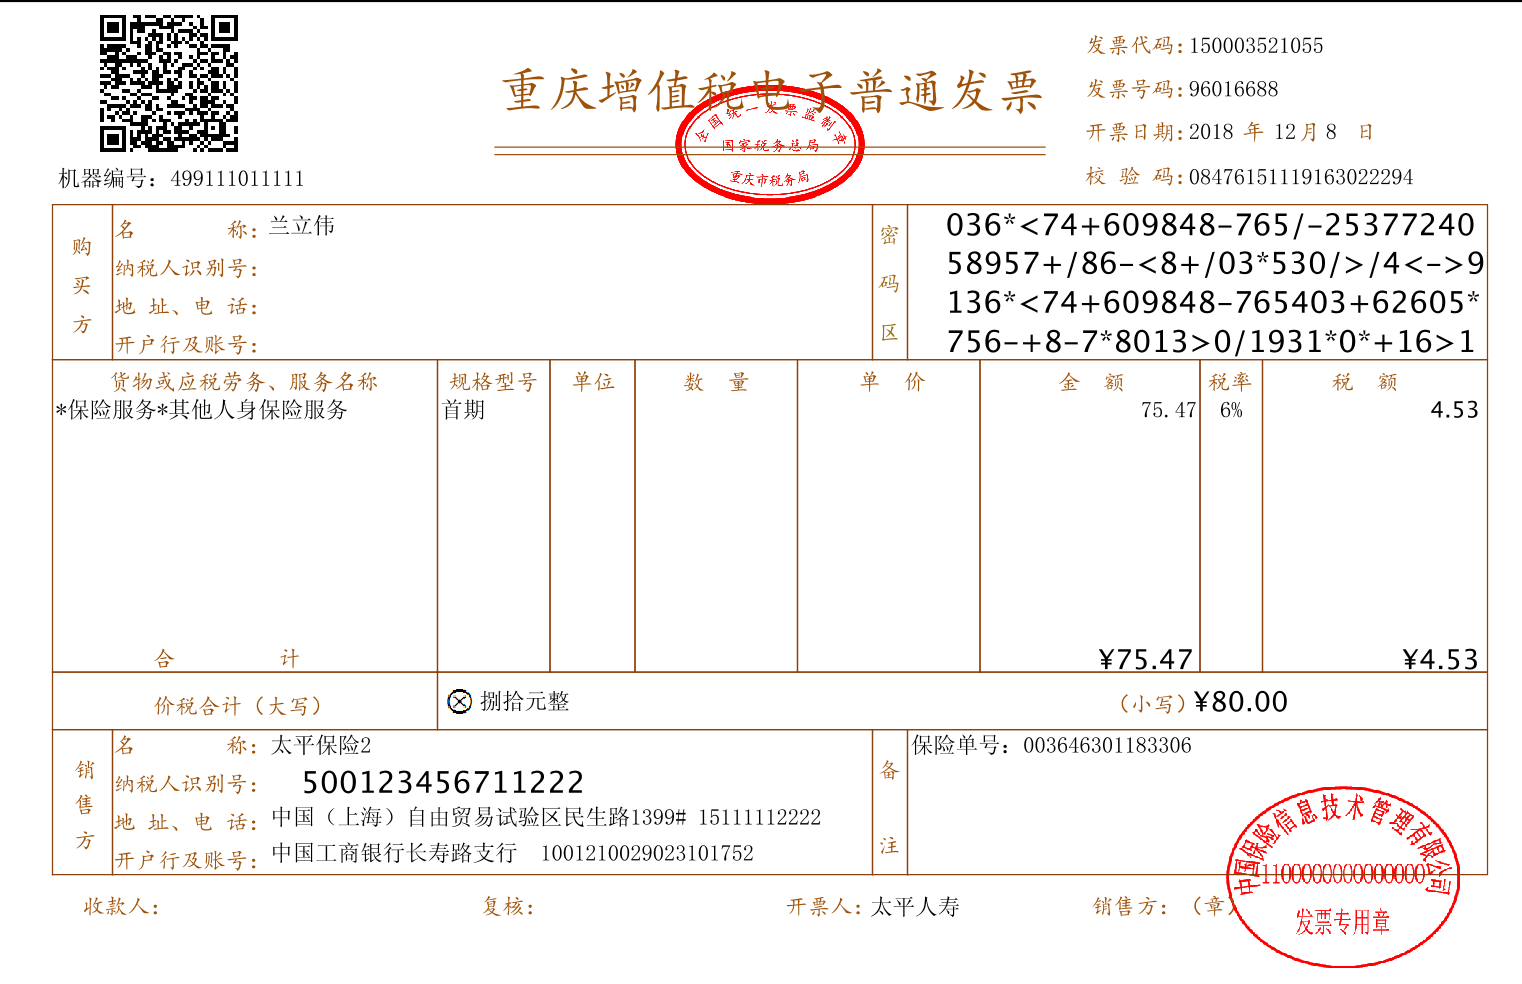 重庆增值税电子普通发票
全国统一发票监制章
国家税务总局
重庆市税务局
发票代码:150003521055
发票号码:96016688
开票日期:2018 年 12月8 日
校 验 码:08476151119163022294
机器编号: 499111011111
购买方
名 称: 兰立伟
纳税人识别号:
地 址、电 话:
开户行及账号:
密码区
036*<74+609848-765/-25377240
58957+/86-<8+/03*530/>/4<->9
136*<74+609848-765403+62605*
756-+8-7*8013>0/1931*0*+16>1
货物或应税劳务、服务名称 规格型号 单位 数 量 单 价 金 额 税率 税 额
*保险服务*其他人身保险服务 首期 75.47 6% 4.53
合 计 ¥75.47 ¥4.53
价税合计（大写） ⊗ 捌拾元整 （小写）¥80.00
销售方
名 称: 太平保险2
纳税人识别号: 500123456711222
地 址、电 话: 中国（上海）自由贸易试验区民生路1399# 15111112222
开户行及账号: 中国工商银行长寿路支行 1001210029023101752
备注
保险单号: 003646301183306
收款人: 复核: 开票人: 太平人寿 销售方: （章）
中国保险信息技术管理有限公司
1100000000000000
发票专用章